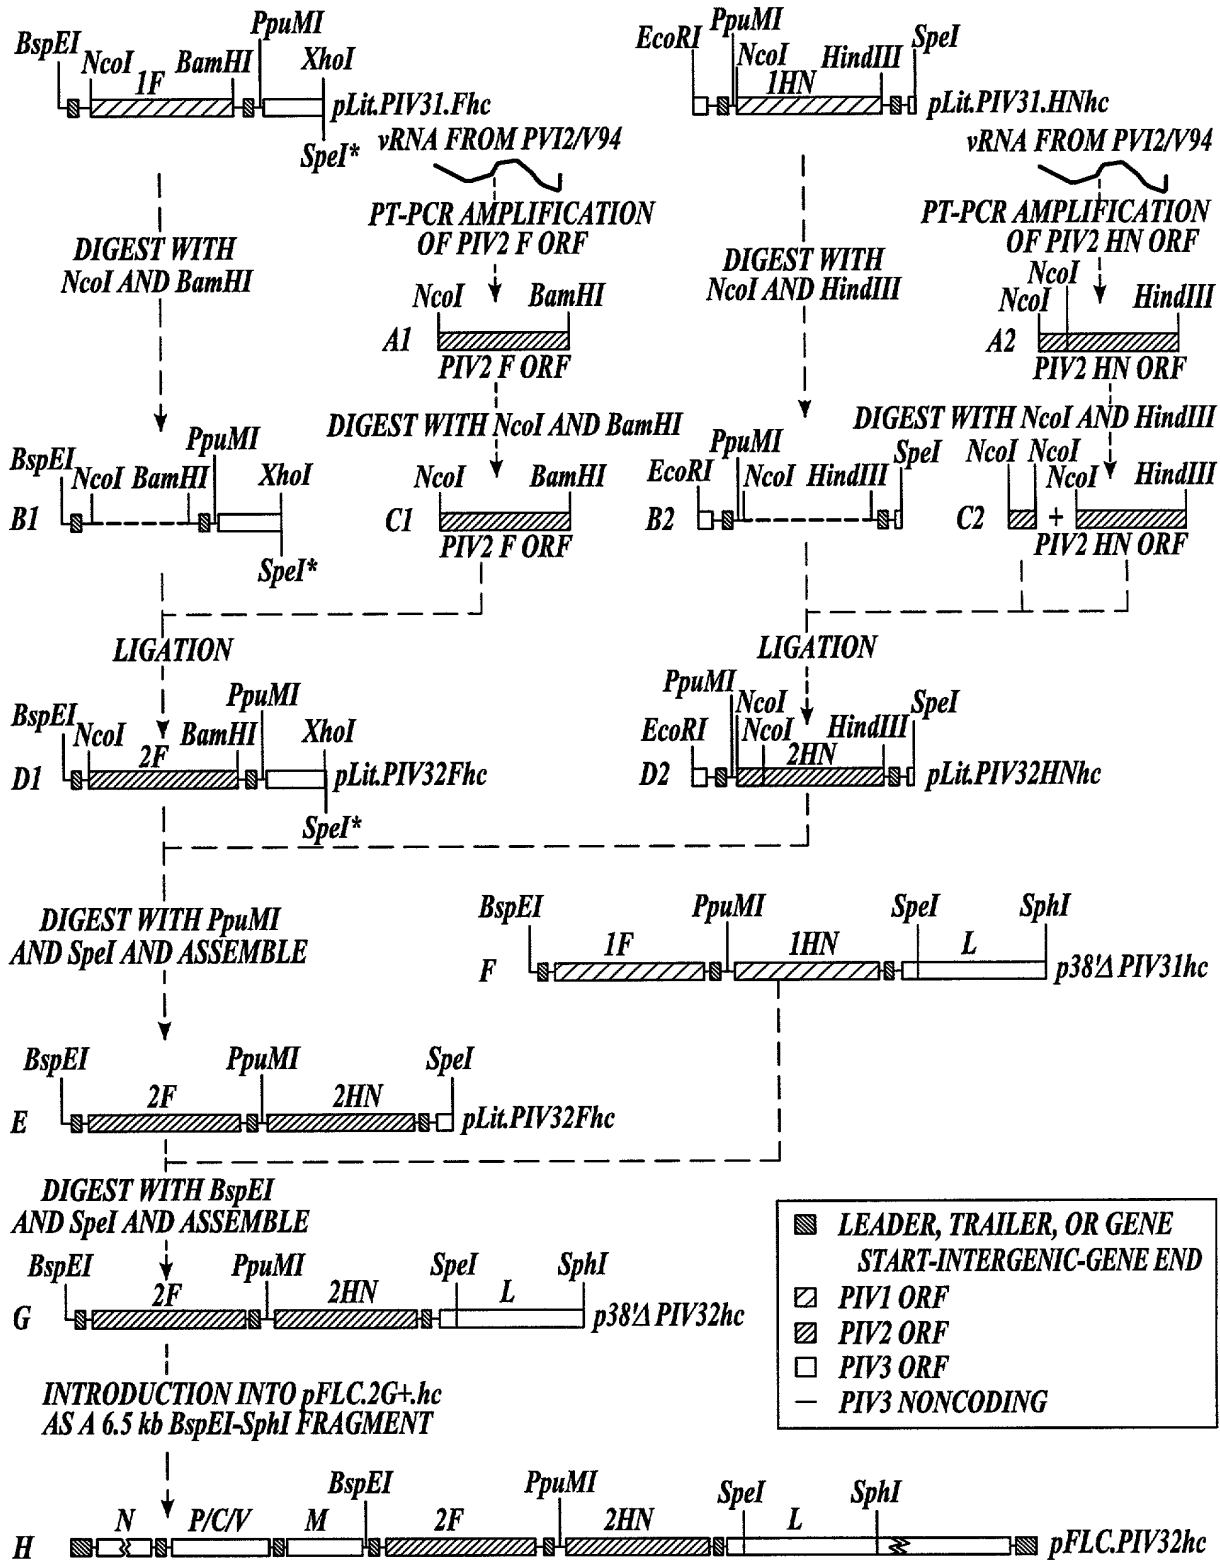 BspEI
NcoI
1F
BamHI
PpuMI
XhoI
pLit.PIV31.Fhc
SpeI*
EcoRI
PpuMI
NcoI
1HN
HindIII
SpeI
pLit.PIV31.HNhc
vRNA FROM PVI2/V94
PT-PCR AMPLIFICATION
OF PIV2 F ORF
vRNA FROM PVI2/V94
PT-PCR AMPLIFICATION
OF PIV2 HN ORF
DIGEST WITH
NcoI AND BamHI
NcoI
BamHI
A1
PIV2 F ORF
DIGEST WITH
NcoI AND HindIII
NcoI
NcoI
HindIII
A2
PIV2 HN ORF
DIGEST WITH NcoI AND BamHI
DIGEST WITH NcoI AND HindIII
BspEI
NcoI
BamHI
PpuMI
XhoI
B1
SpeI*
NcoI
BamHI
C1
PIV2 F ORF
EcoRI
PpuMI
NcoI
HindIII
SpeI
B2
NcoI
NcoI
NcoI
HindIII
C2
+
PIV2 HN ORF
LIGATION
LIGATION
BspEI
NcoI
2F
BamHI
PpuMI
XhoI
D1
pLit.PIV32Fhc
SpeI*
PpuMI
EcoRI
NcoI
NcoI
2HN
HindIII
SpeI
D2
pLit.PIV32HNhc
DIGEST WITH PpuMI
AND SpeI AND ASSEMBLE
BspEI
1F
PpuMI
1HN
SpeI
L
SphI
F
p38'Δ PIV31hc
BspEI
2F
PpuMI
2HN
SpeI
E
pLit.PIV32Fhc
DIGEST WITH BspEI
AND SpeI AND ASSEMBLE
BspEI
2F
PpuMI
2HN
SpeI
L
SphI
G
p38'Δ PIV32hc
LEADER, TRAILER, OR GENE
START-INTERGENIC-GENE END
PIV1 ORF
PIV2 ORF
PIV3 ORF
PIV3 NONCODING
INTRODUCTION INTO pFLC.2G+.hc
AS A 6.5 kb BspEI-SphI FRAGMENT
N
P/C/V
M
BspEI
2F
PpuMI
2HN
SpeI
L
SphI
H
pFLC.PIV32hc